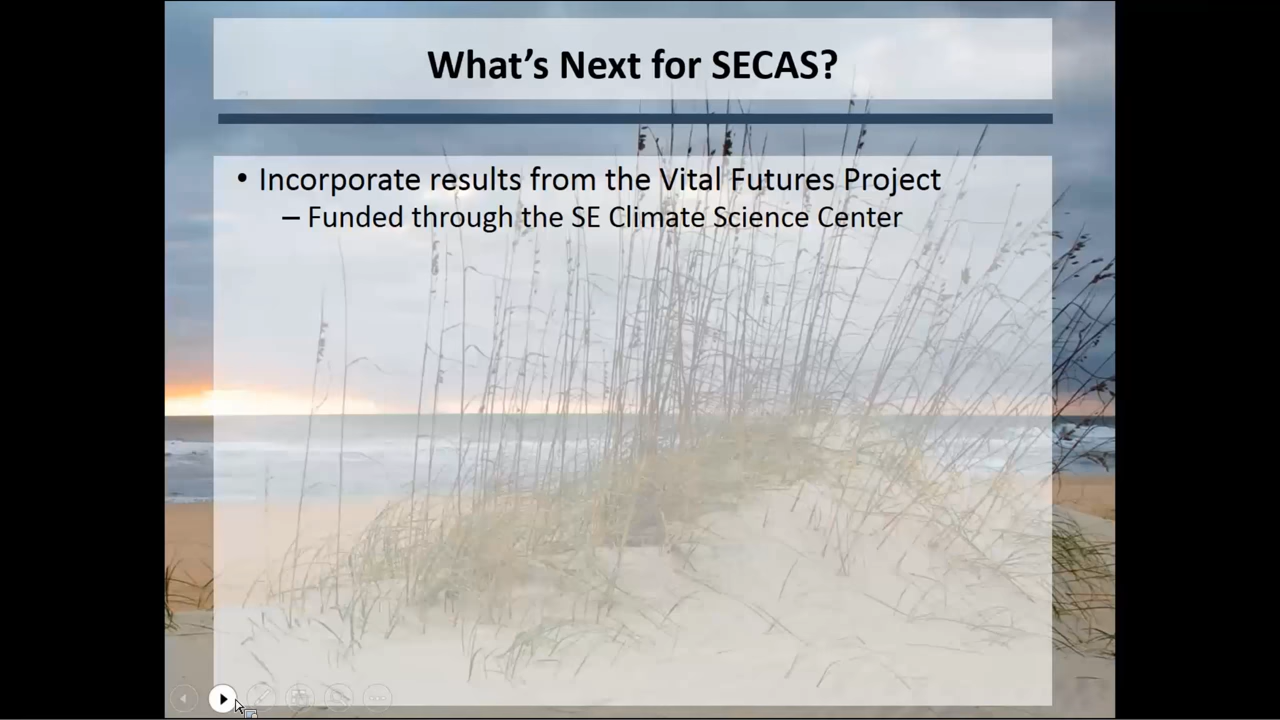 What's Next for SECAS?
• Incorporate results from the Vital Futures Project
– Funded through the SE Climate Science Center